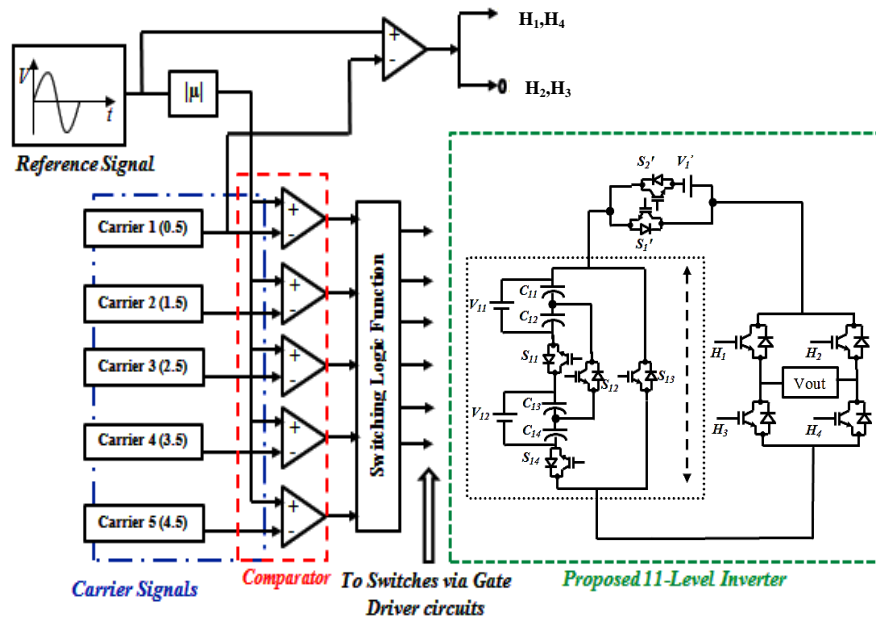 H1,H4
H2,H3
V
t
|μ|
+
-
Reference Signal
Carrier 1 (0.5)
Carrier 2 (1.5)
Carrier 3 (2.5)
Carrier 4 (3.5)
Carrier 5 (4.5)
+
-
+
-
+
-
+
-
+
-
Switching Logic Function
Carrier Signals
Comparator
To Switches via Gate
Driver circuits
S2'
V1'
S1'
V11
C11
C12
S11
S12
S13
V12
C13
C14
S14
H1
H2
Vout
H3
H4
Proposed 11-Level Inverter